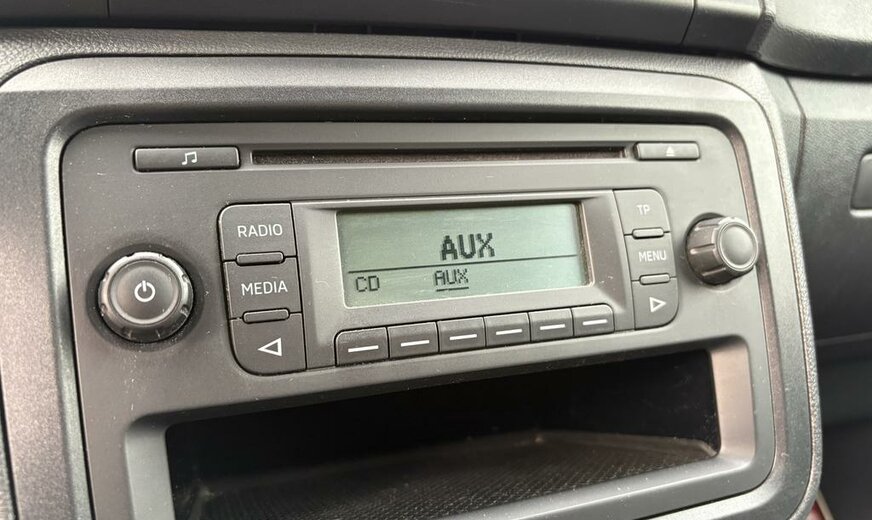 RADIO
MEDIA
AUX
CD AUX
TP
MENU